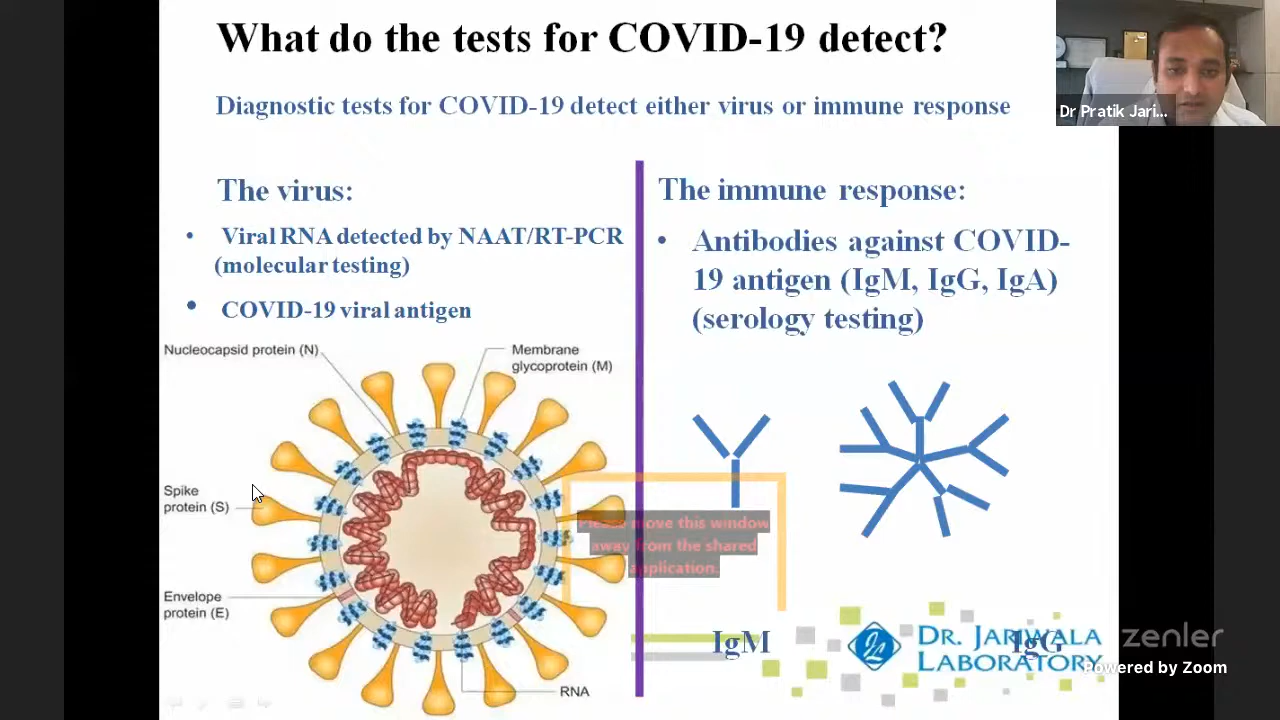 What do the tests for COVID-19 detect?
Dr Pratik Jari...
Diagnostic tests for COVID-19 detect either virus or immune response
The virus:
• Viral RNA detected by NAAT/RT-PCR
(molecular testing)
• COVID-19 viral antigen
The immune response:
• Antibodies against COVID-
19 antigen (IgM, IgG, IgA)
(serology testing)
Nucleocapsid protein (N)
Membrane
glycoprotein (M)
Spike
protein (S)
Envelope
protein (E)
RNA
Please move this window
away from the shared
application.
IgM
IgG
DR. JARIWALA
LABORATORY
zenler
Powered by Zoom